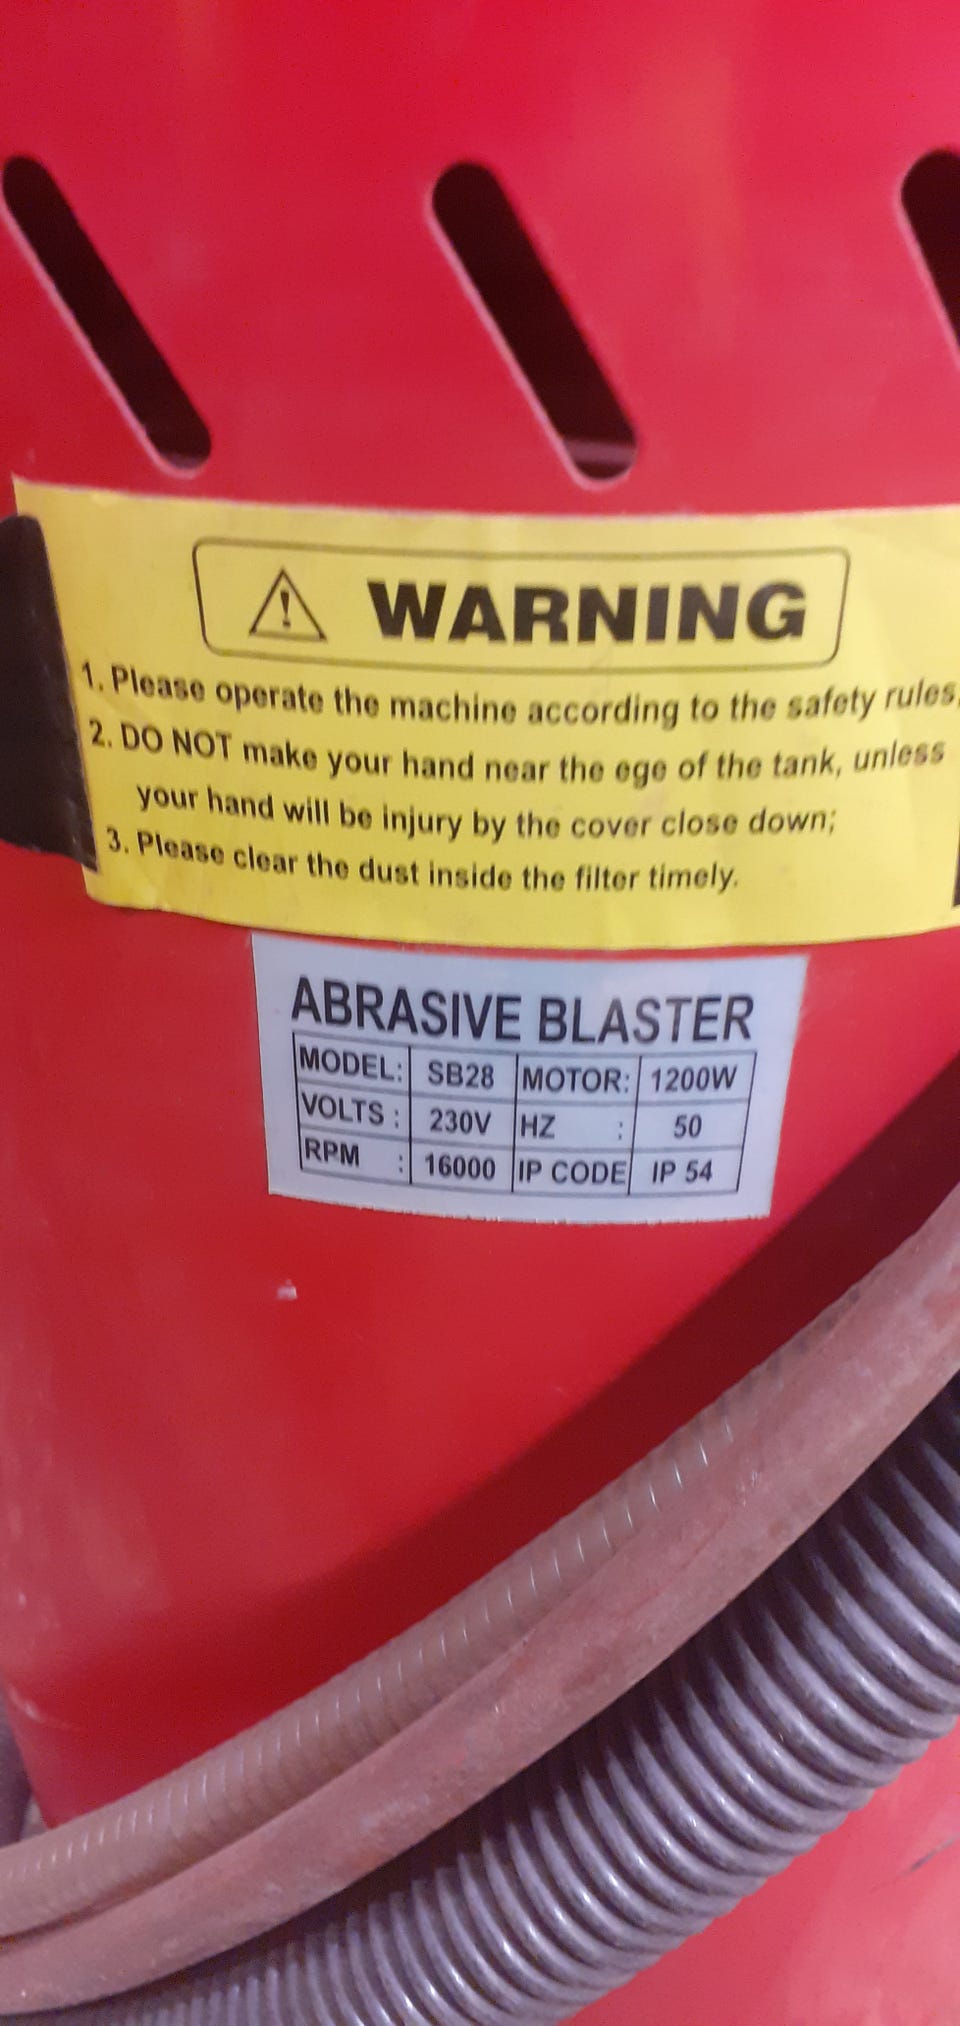 WARNING
1. Please operate the machine according to the safety rules;
2. DO NOT make your hand near the ege of the tank, unless
your hand will be injury by the cover close down;
3. Please clear the dust inside the filter timely.
ABRASIVE BLASTER
MODEL: SB28 MOTOR: 1200W
VOLTS : 230V HZ : 50
RPM : 16000 IP CODE IP 54